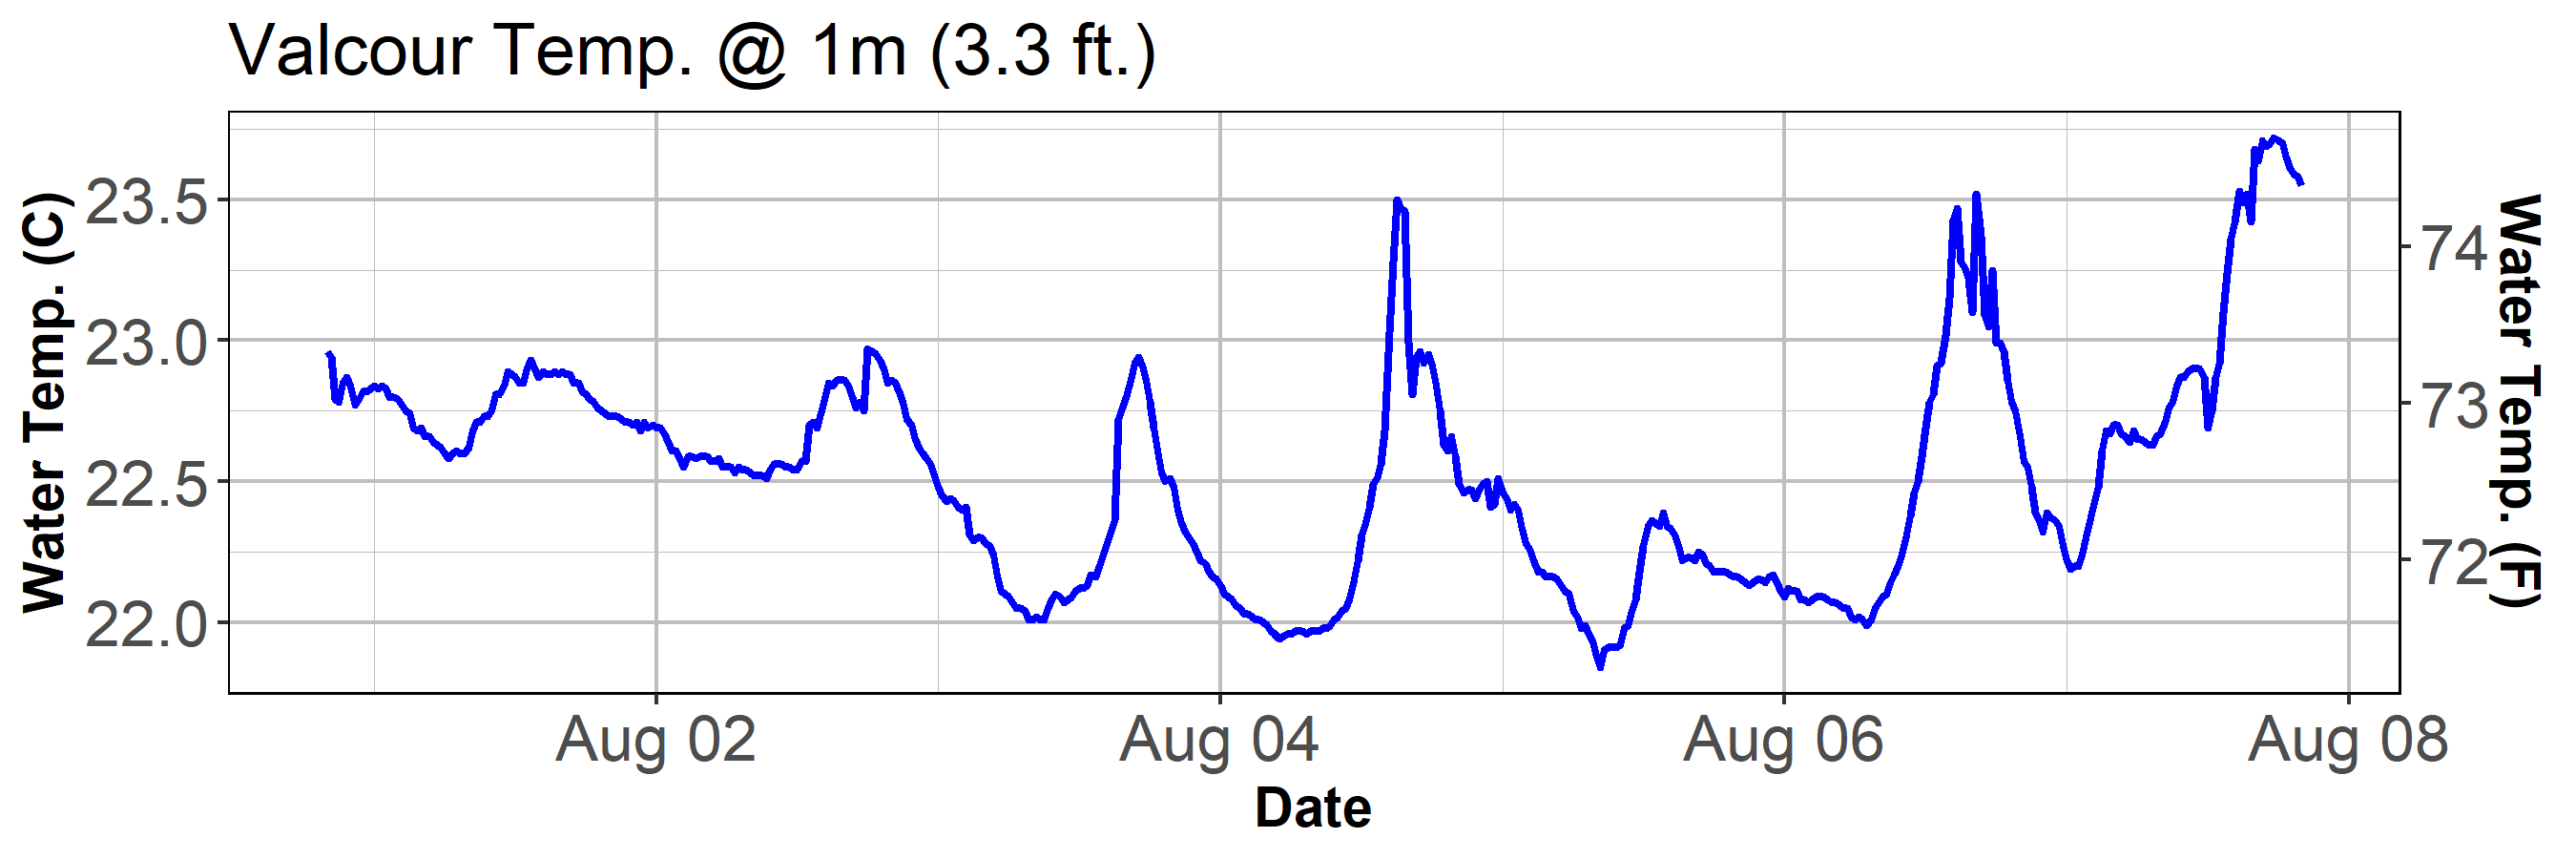 Valcour Temp. @ 1m (3.3 ft.)
Water Temp. (C)
23.5
23.0
22.5
22.0
74
73
72
Water Temp. (F)
Aug 02
Aug 04
Aug 06
Aug 08
Date